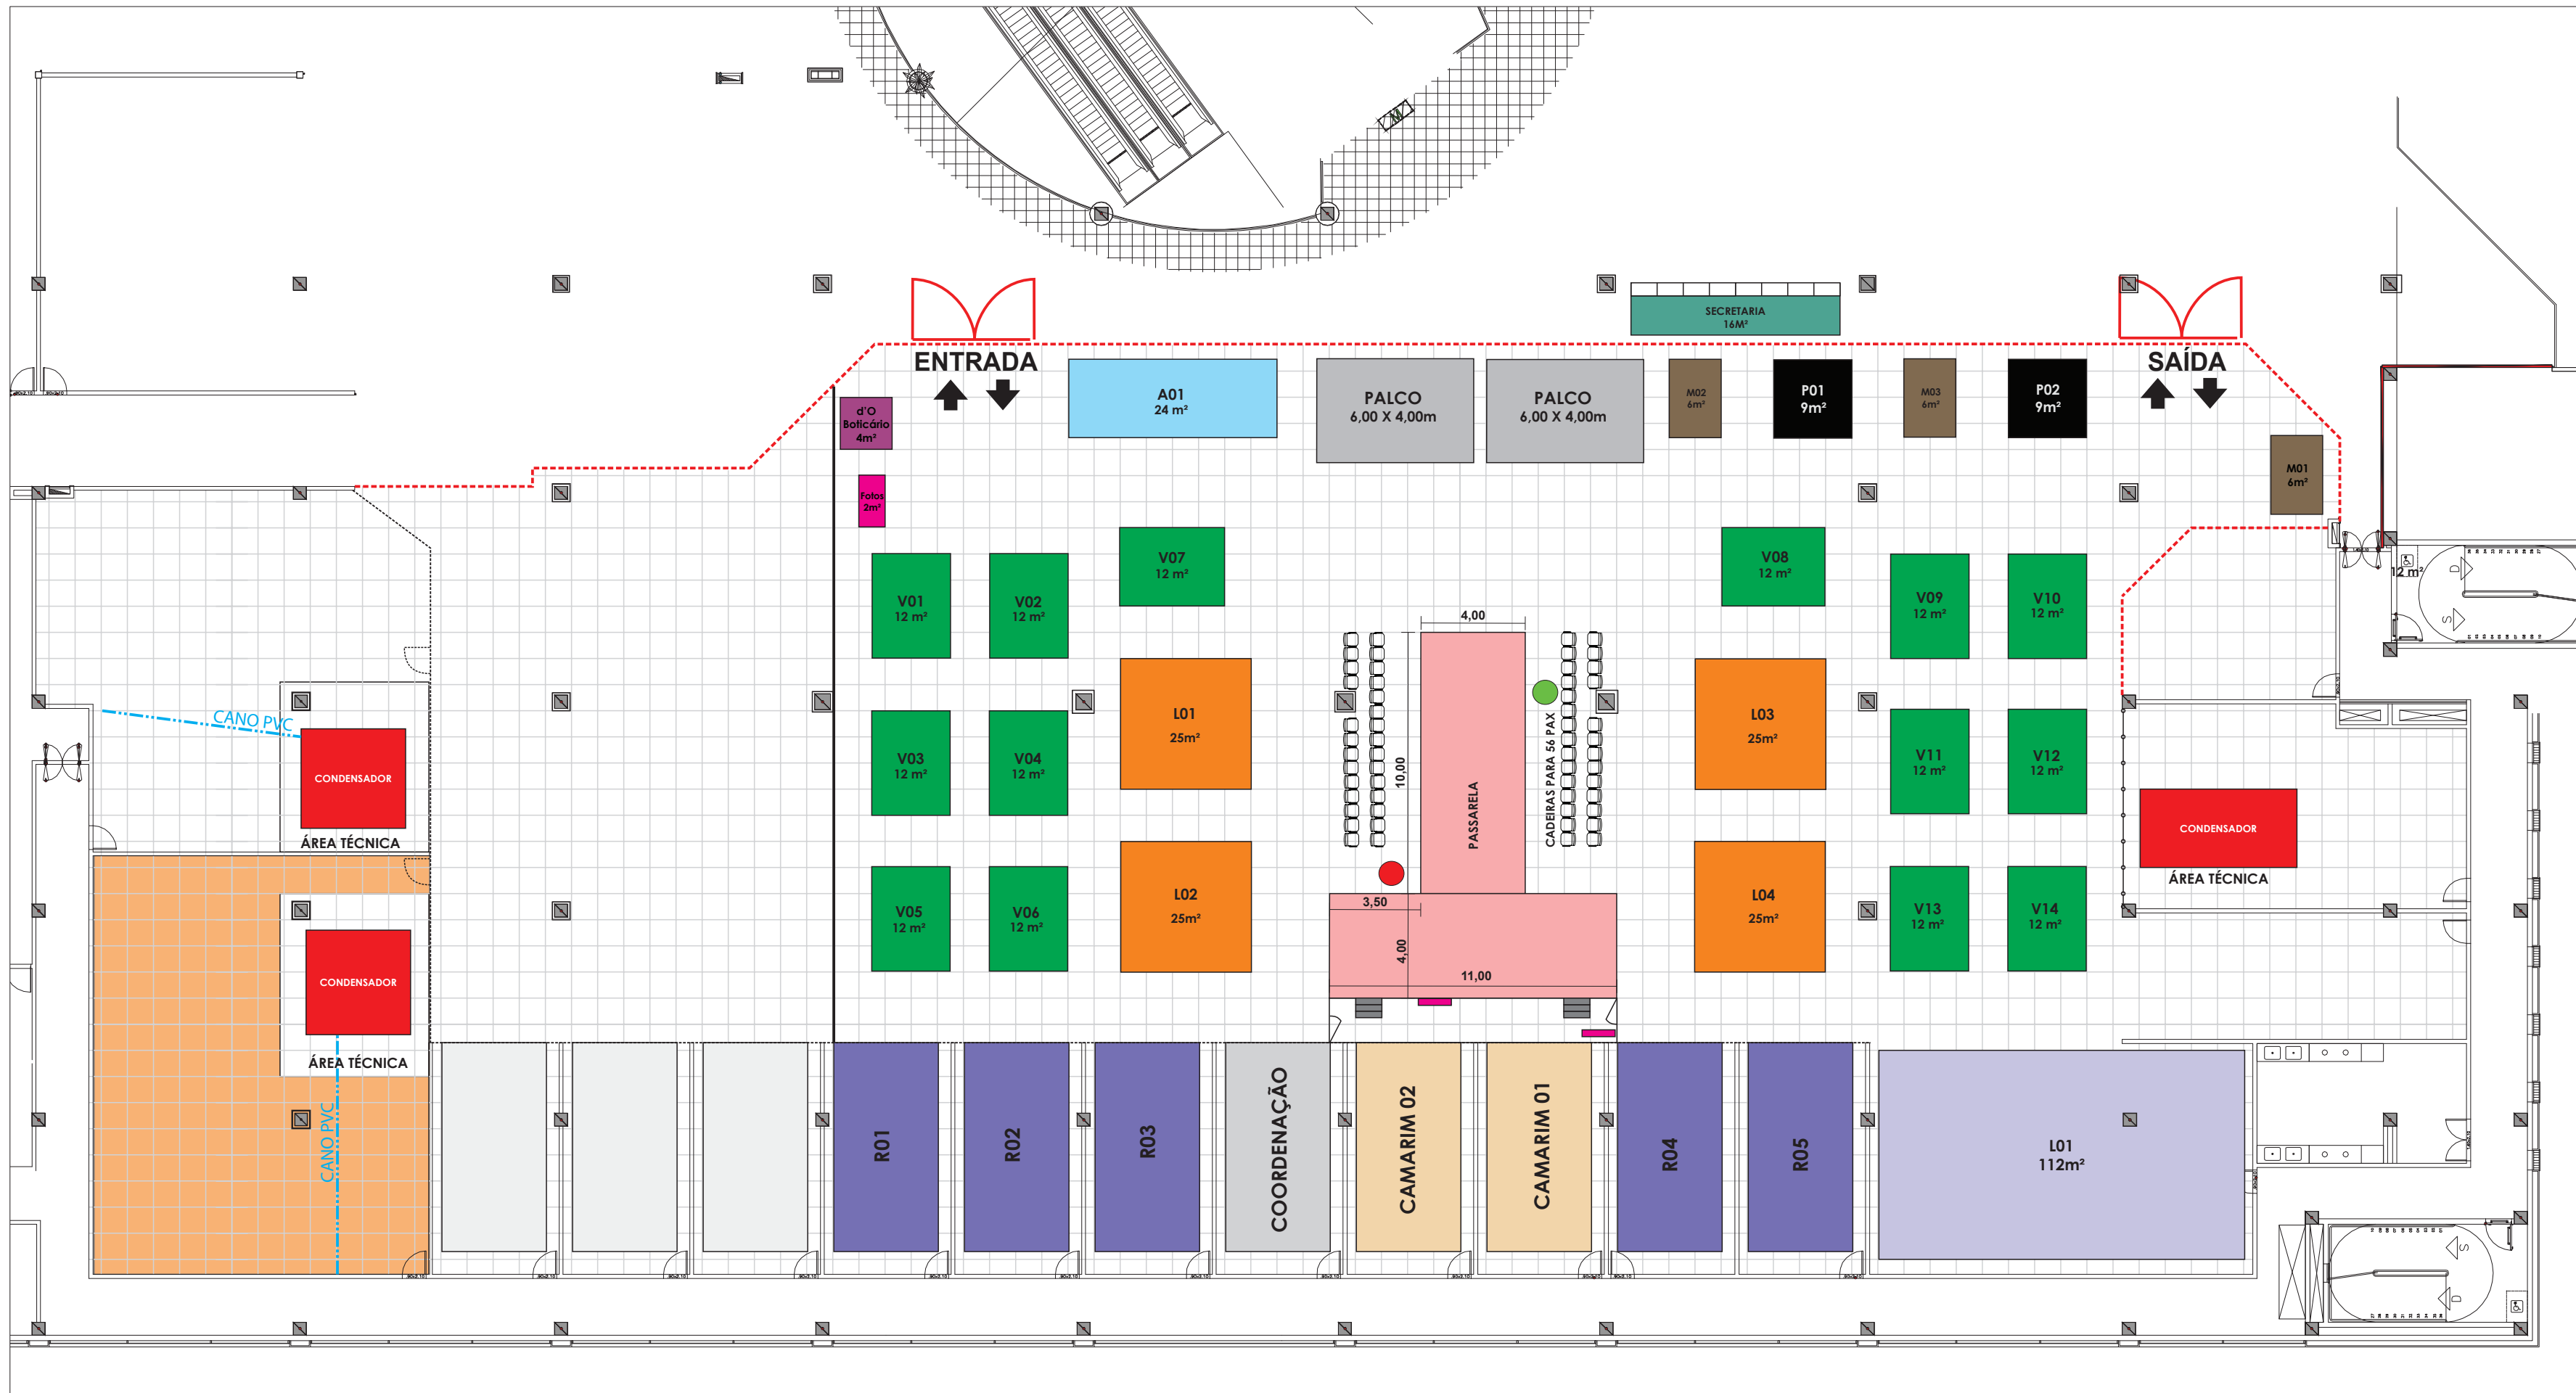 SECRETARIA
16M²
ENTRADA
SAÍDA
A01
24 m²
PALCO
6,00 X 4,00m
PALCO
6,00 X 4,00m
M02
6m²
P01
9m²
M03
6m²
P02
9m²
d'O
Boticário
4m²
M01
6m²
Fotos
2m²
V07
12 m²
V08
12 m²
12 m²
D
S
V01
12 m²
V02
12 m²
V09
12 m²
V10
12 m²
4,00
L01
25m²
L03
25m²
CANO PVC
CONDENSADOR
ÁREA TÉCNICA
V03
12 m²
V04
12 m²
10,00
PASSARELA
CADEIRAS PARA 56 PAX
V11
12 m²
V12
12 m²
CONDENSADOR
ÁREA TÉCNICA
V05
12 m²
V06
12 m²
L02
25m²
3,50
4,00
11,00
L04
25m²
V13
12 m²
V14
12 m²
CONDENSADOR
ÁREA TÉCNICA
CANO PVC
R01
R02
R03
COORDENAÇÃO
CAMARIM 02
CAMARIM 01
R04
R05
L01
112m²
S
D